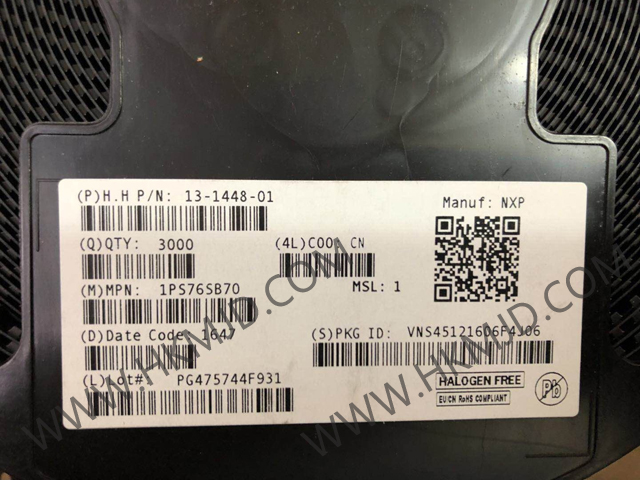 (P)H.H P/N: 13-1448-01
Manuf: NXP
(Q)QTY: 3000
(4L)COO: CN
(M)MPN: 1PS76SB70
MSL: 1
(D)Date Code: 1647
(S)PKG ID: VNS45121606F4J06
(L)Lot#: PG475744F931
HALOGEN FREE
EU/CN RoHS COMPLIANT
Pb
WWW.HKMJD.COM
WWW.HKMJD.COM